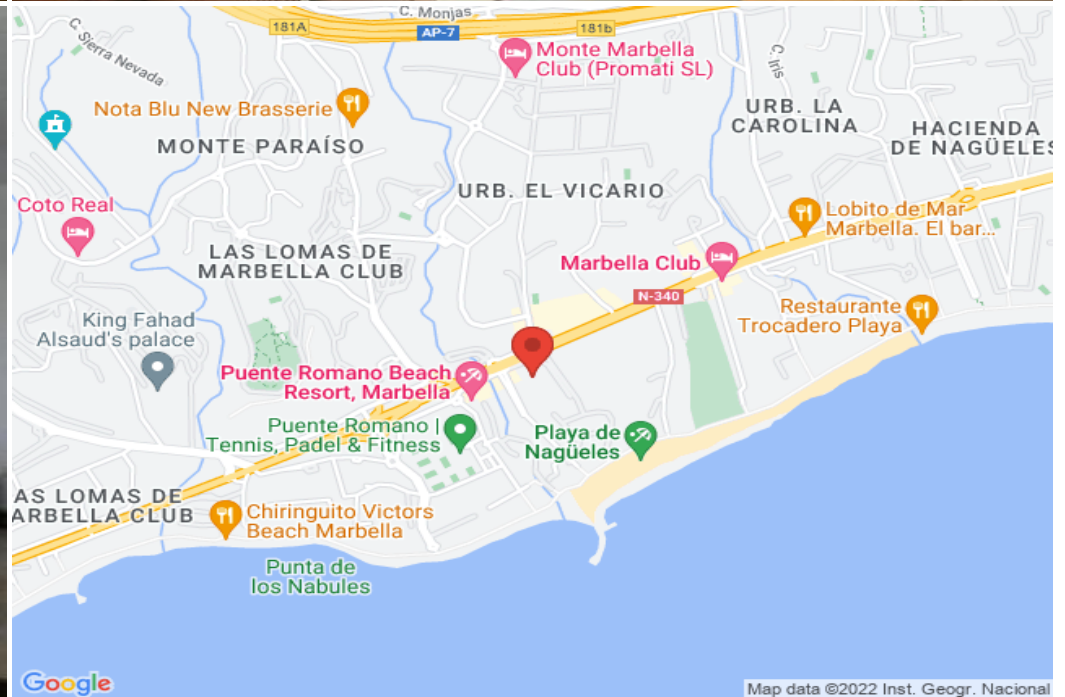 C. Monjas
181A
AP-7
181b
C. Sierra Nevada
Monte Marbella
Club (Promati SL)
C. Iris
Nota Blu New Brasserie
URB. LA
CAROLINA
MONTE PARAÍSO
HACIENDA
DE NAGÜELES
URB. EL VICARIO
Coto Real
Lobito de Mar
Marbella. El bar...
LAS LOMAS DE
MARBELLA CLUB
Marbella Club
N-340
Restaurante
Trocadero Playa
King Fahad
Alsaud's palace
Puente Romano Beach
Resort, Marbella
Puente Romano |
Tennis, Padel & Fitness
Playa de
Nagüeles
AS LOMAS DE
ARBELLA CLUB
Chiringuito Victors
Beach Marbella
Punta de
los Nabules
Google
Map data ©2022 Inst. Geogr. Nacional